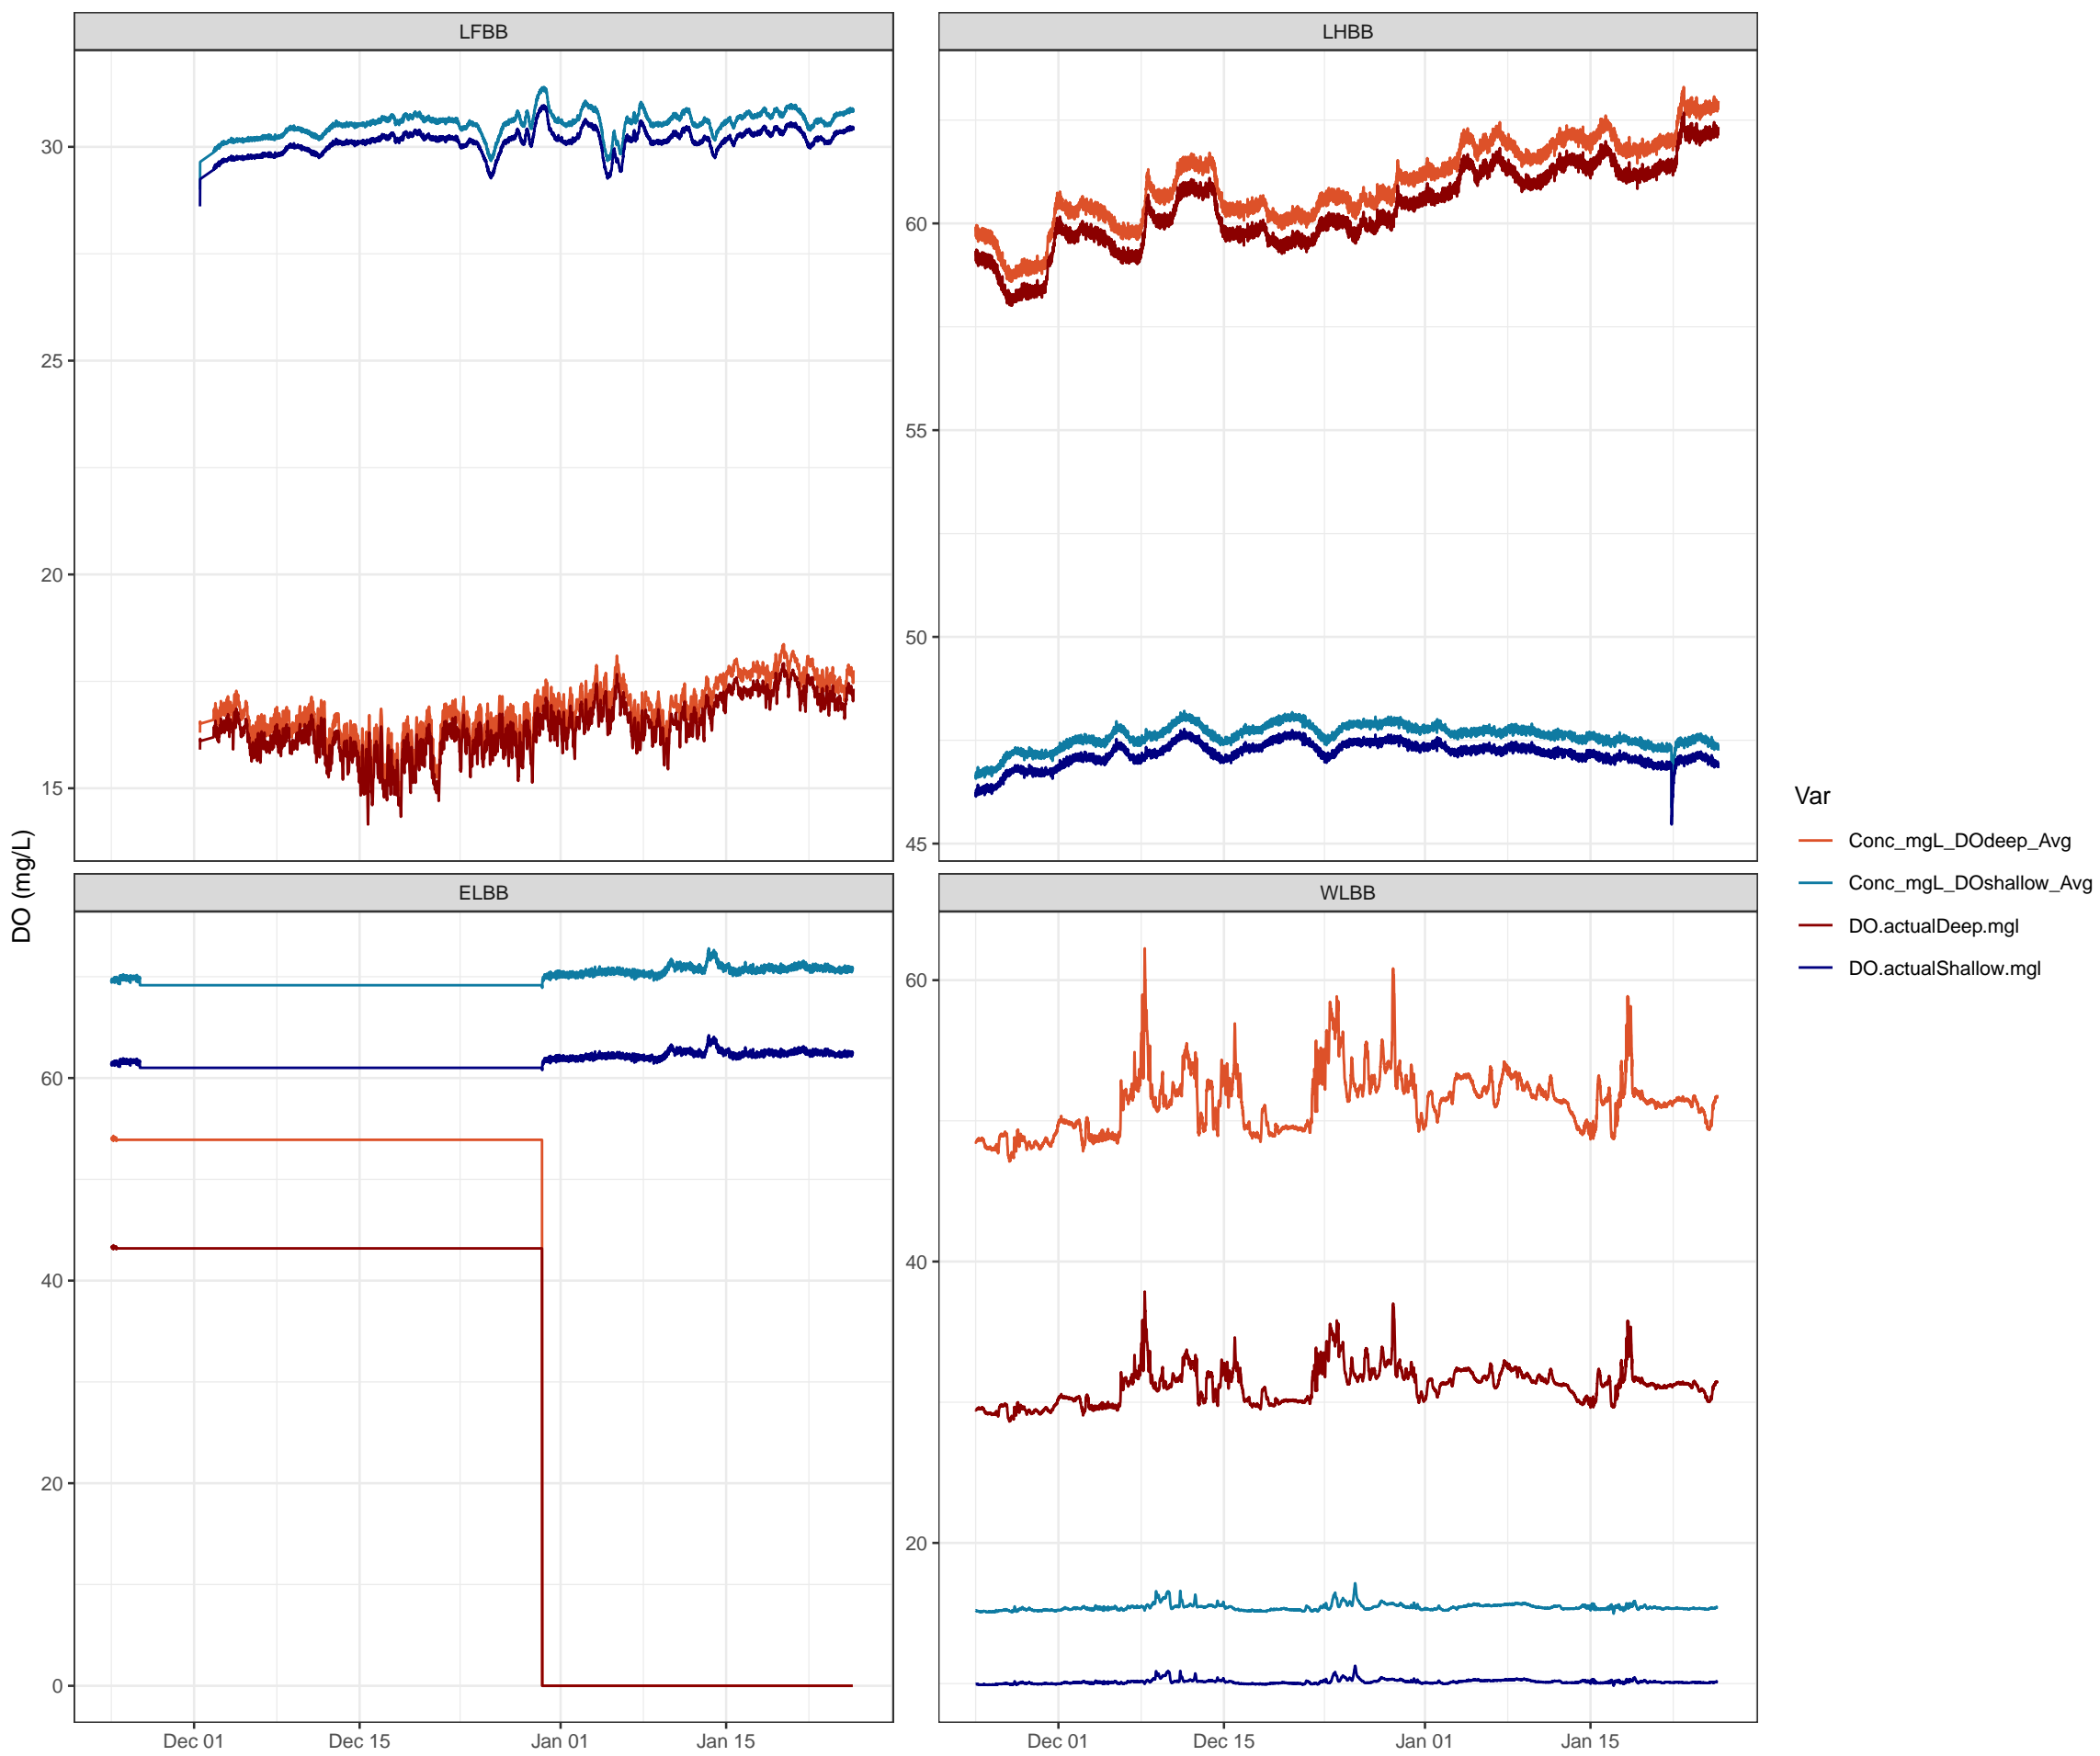 LFBB
LHBB
30
25
20
15
60
55
50
45
DO (mg/L)
ELBB
WLBB
60
40
20
0
60
40
20
Dec 01
Dec 15
Jan 01
Jan 15
Dec 01
Dec 15
Jan 01
Jan 15
Var
Conc_mgL_DOdeep_Avg
Conc_mgL_DOshallow_Avg
DO.actualDeep.mgl
DO.actualShallow.mgl